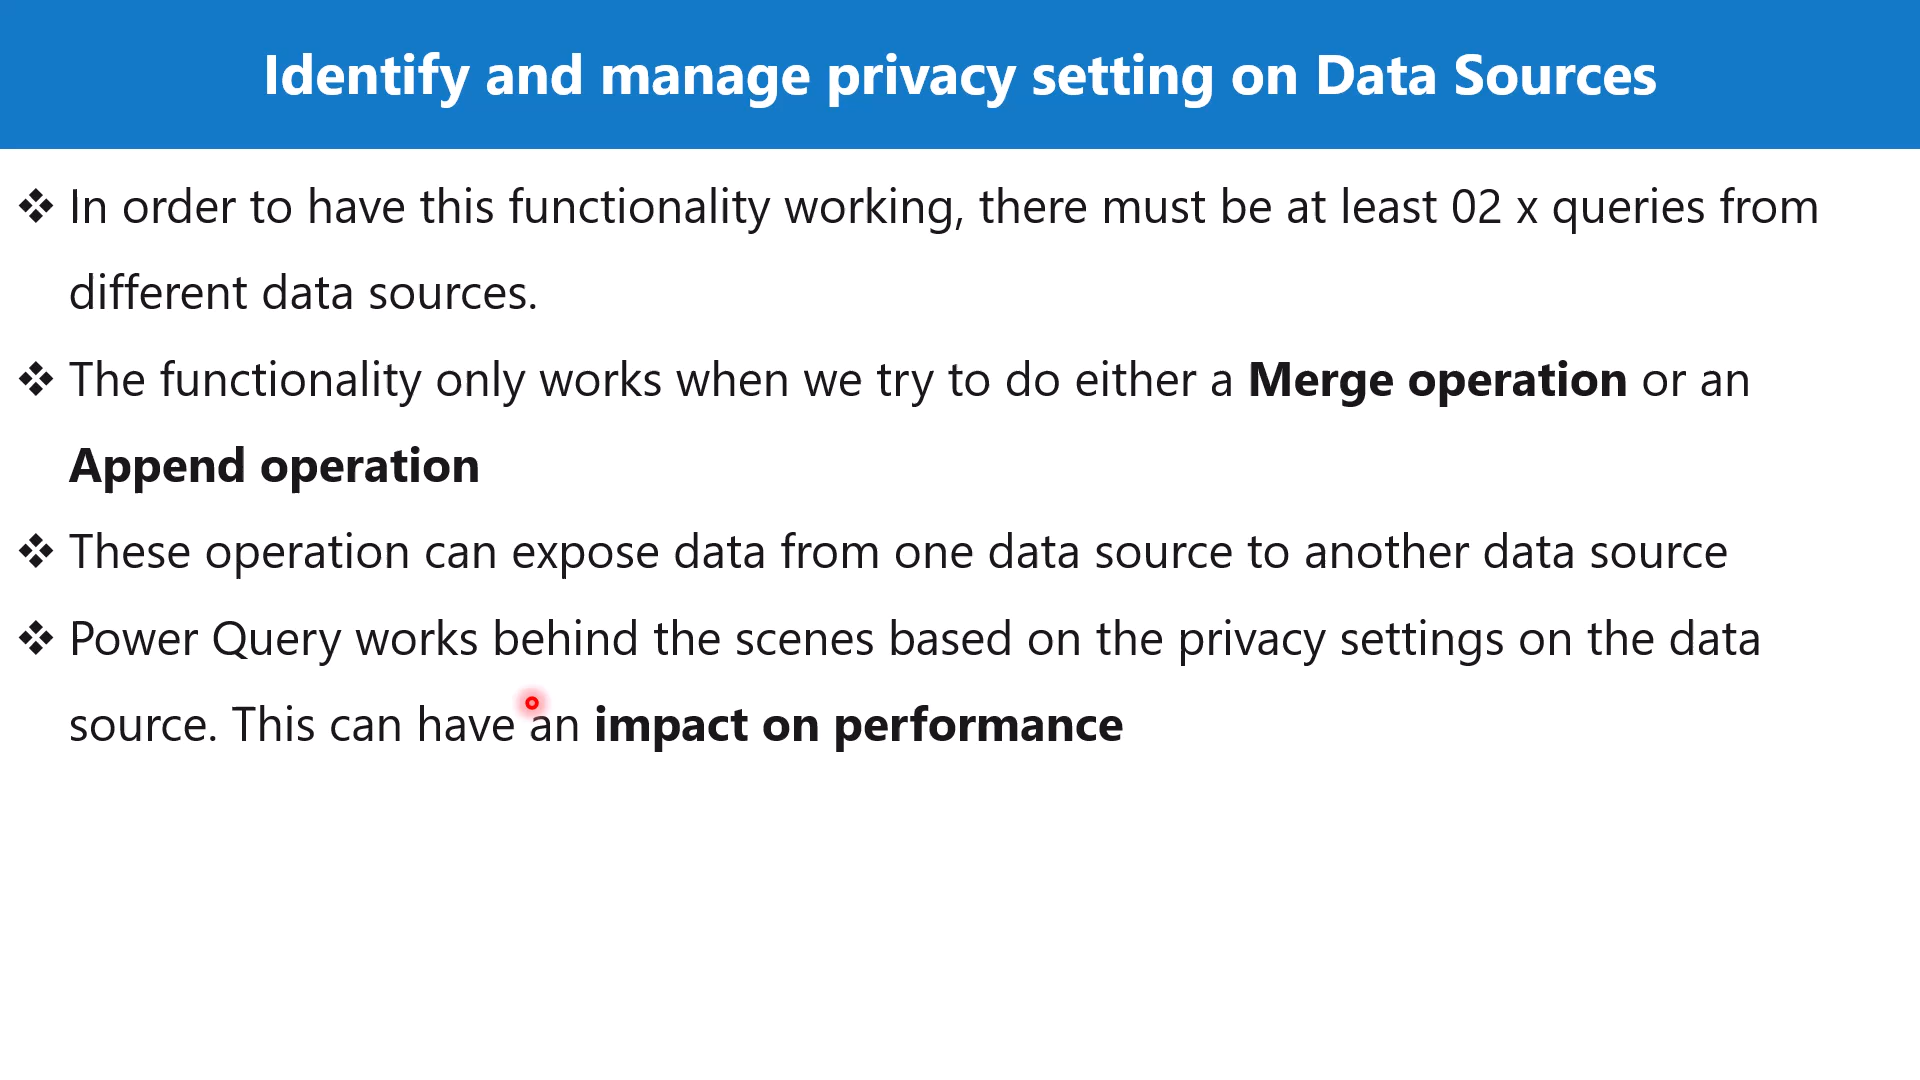 Identify and manage privacy setting on Data Sources
❖ In order to have this functionality working, there must be at least 02 x queries from
different data sources.
❖ The functionality only works when we try to do either a Merge operation or an
Append operation
❖ These operation can expose data from one data source to another data source
❖ Power Query works behind the scenes based on the privacy settings on the data
source. This can have an impact on performance